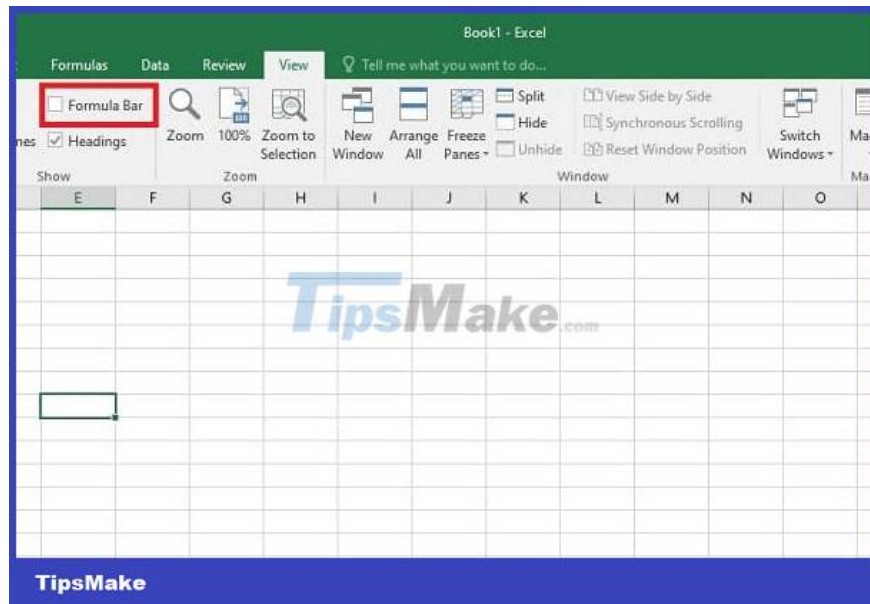 Book1 - Excel
Formulas Data Review View Tell me what you want to do...
Formula Bar
Headings
Show
Zoom 100% Zoom to Selection
Zoom
New Window Arrange All Freeze Panes
Split
Hide
Unhide
View Side by Side
Synchronous Scrolling
Reset Window Position
Switch Windows
Window
E F G H I J K L M N O
TipsMake.com
TipsMake